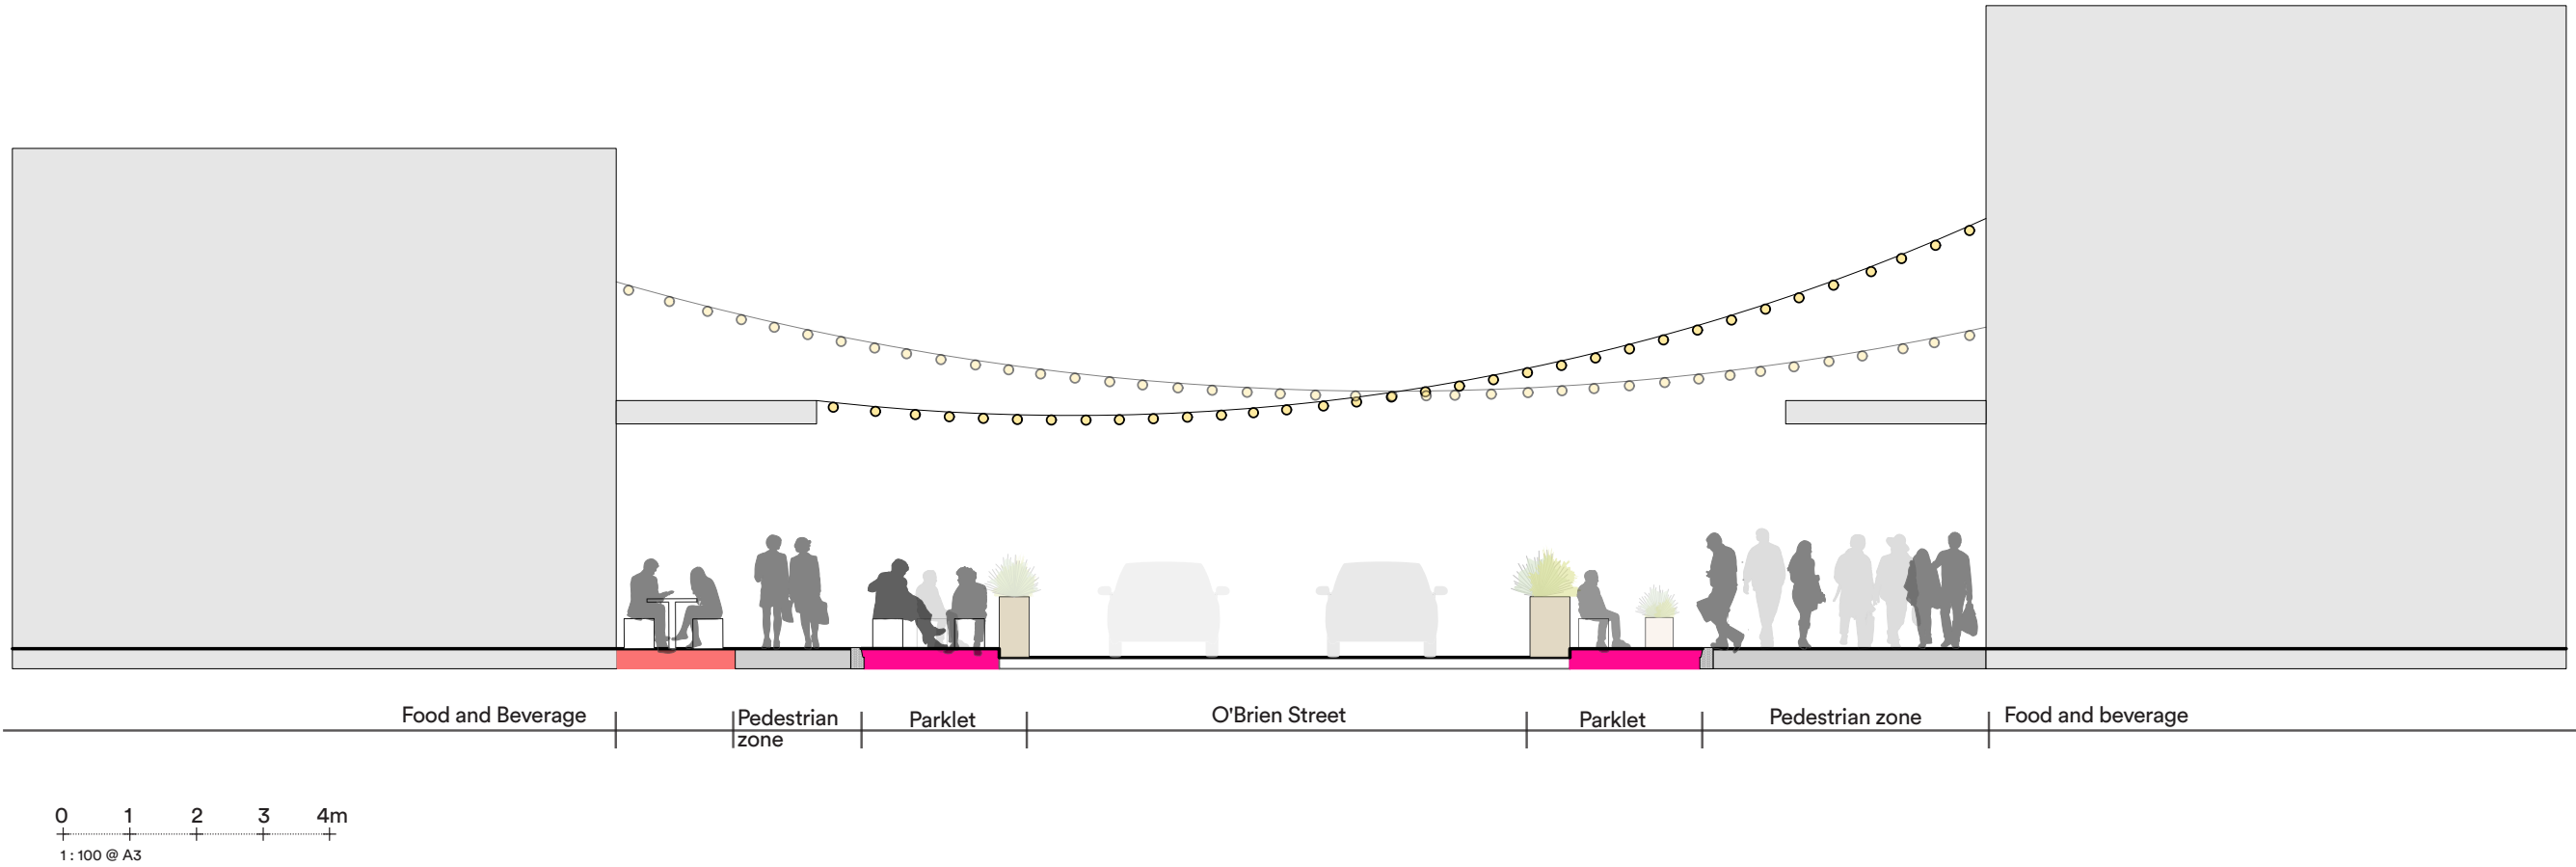 Food and Beverage
Pedestrian
zone
Parklet
O'Brien Street
Parklet
Pedestrian zone
Food and beverage
0 1 2 3 4m
1 : 100 @ A3